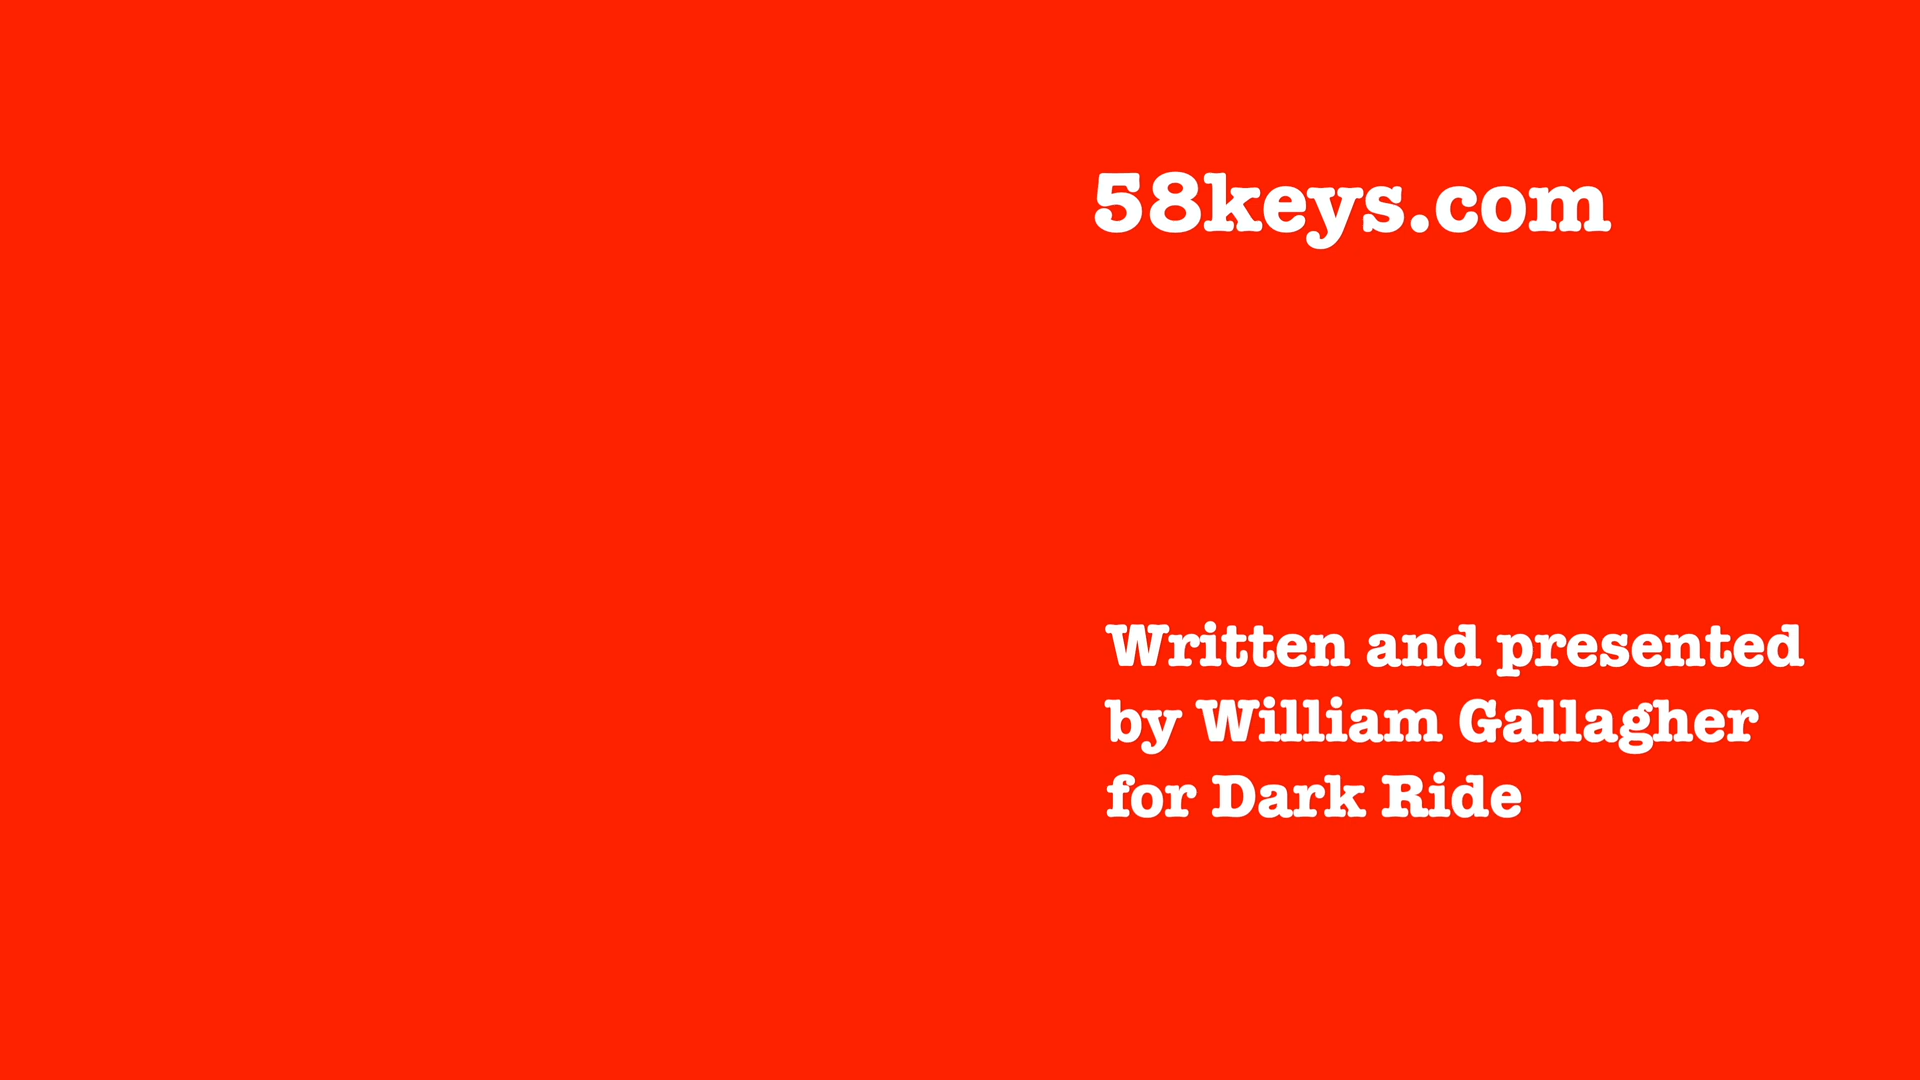 58keys.com
Written and presented
by William Gallagher
for Dark Ride